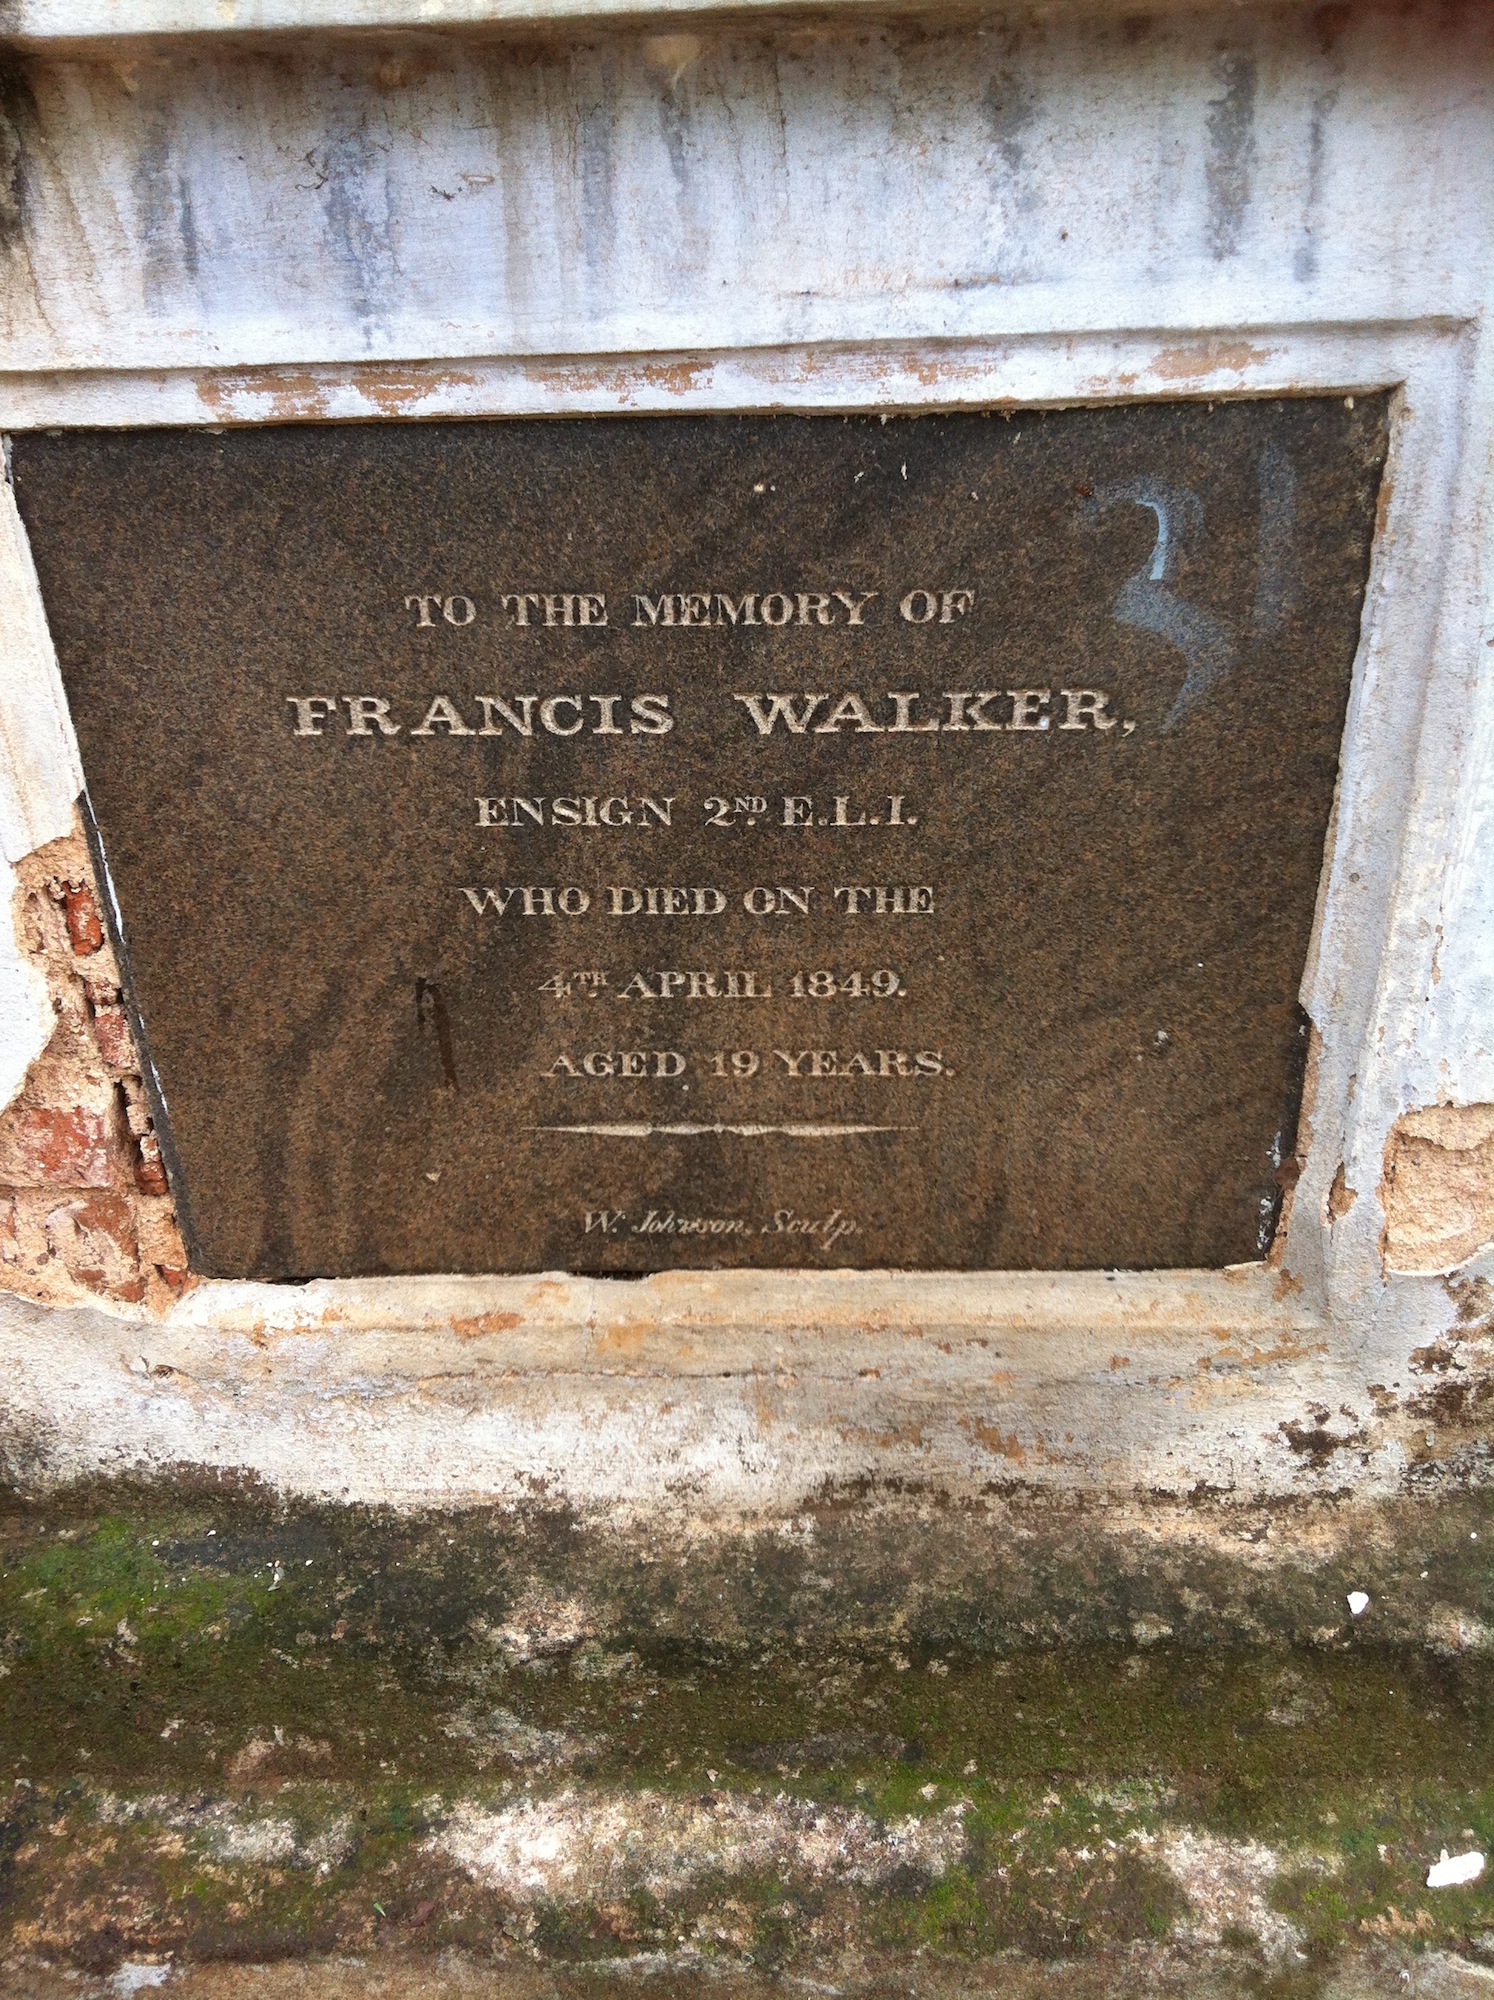 TO THE MEMORY OF
FRANCIS WALKER,
ENSIGN 2ND. E.L.I.
WHO DIED ON THE
4TH. APRIL 1849.
AGED 19 YEARS.
W. Johnson, Sculp.